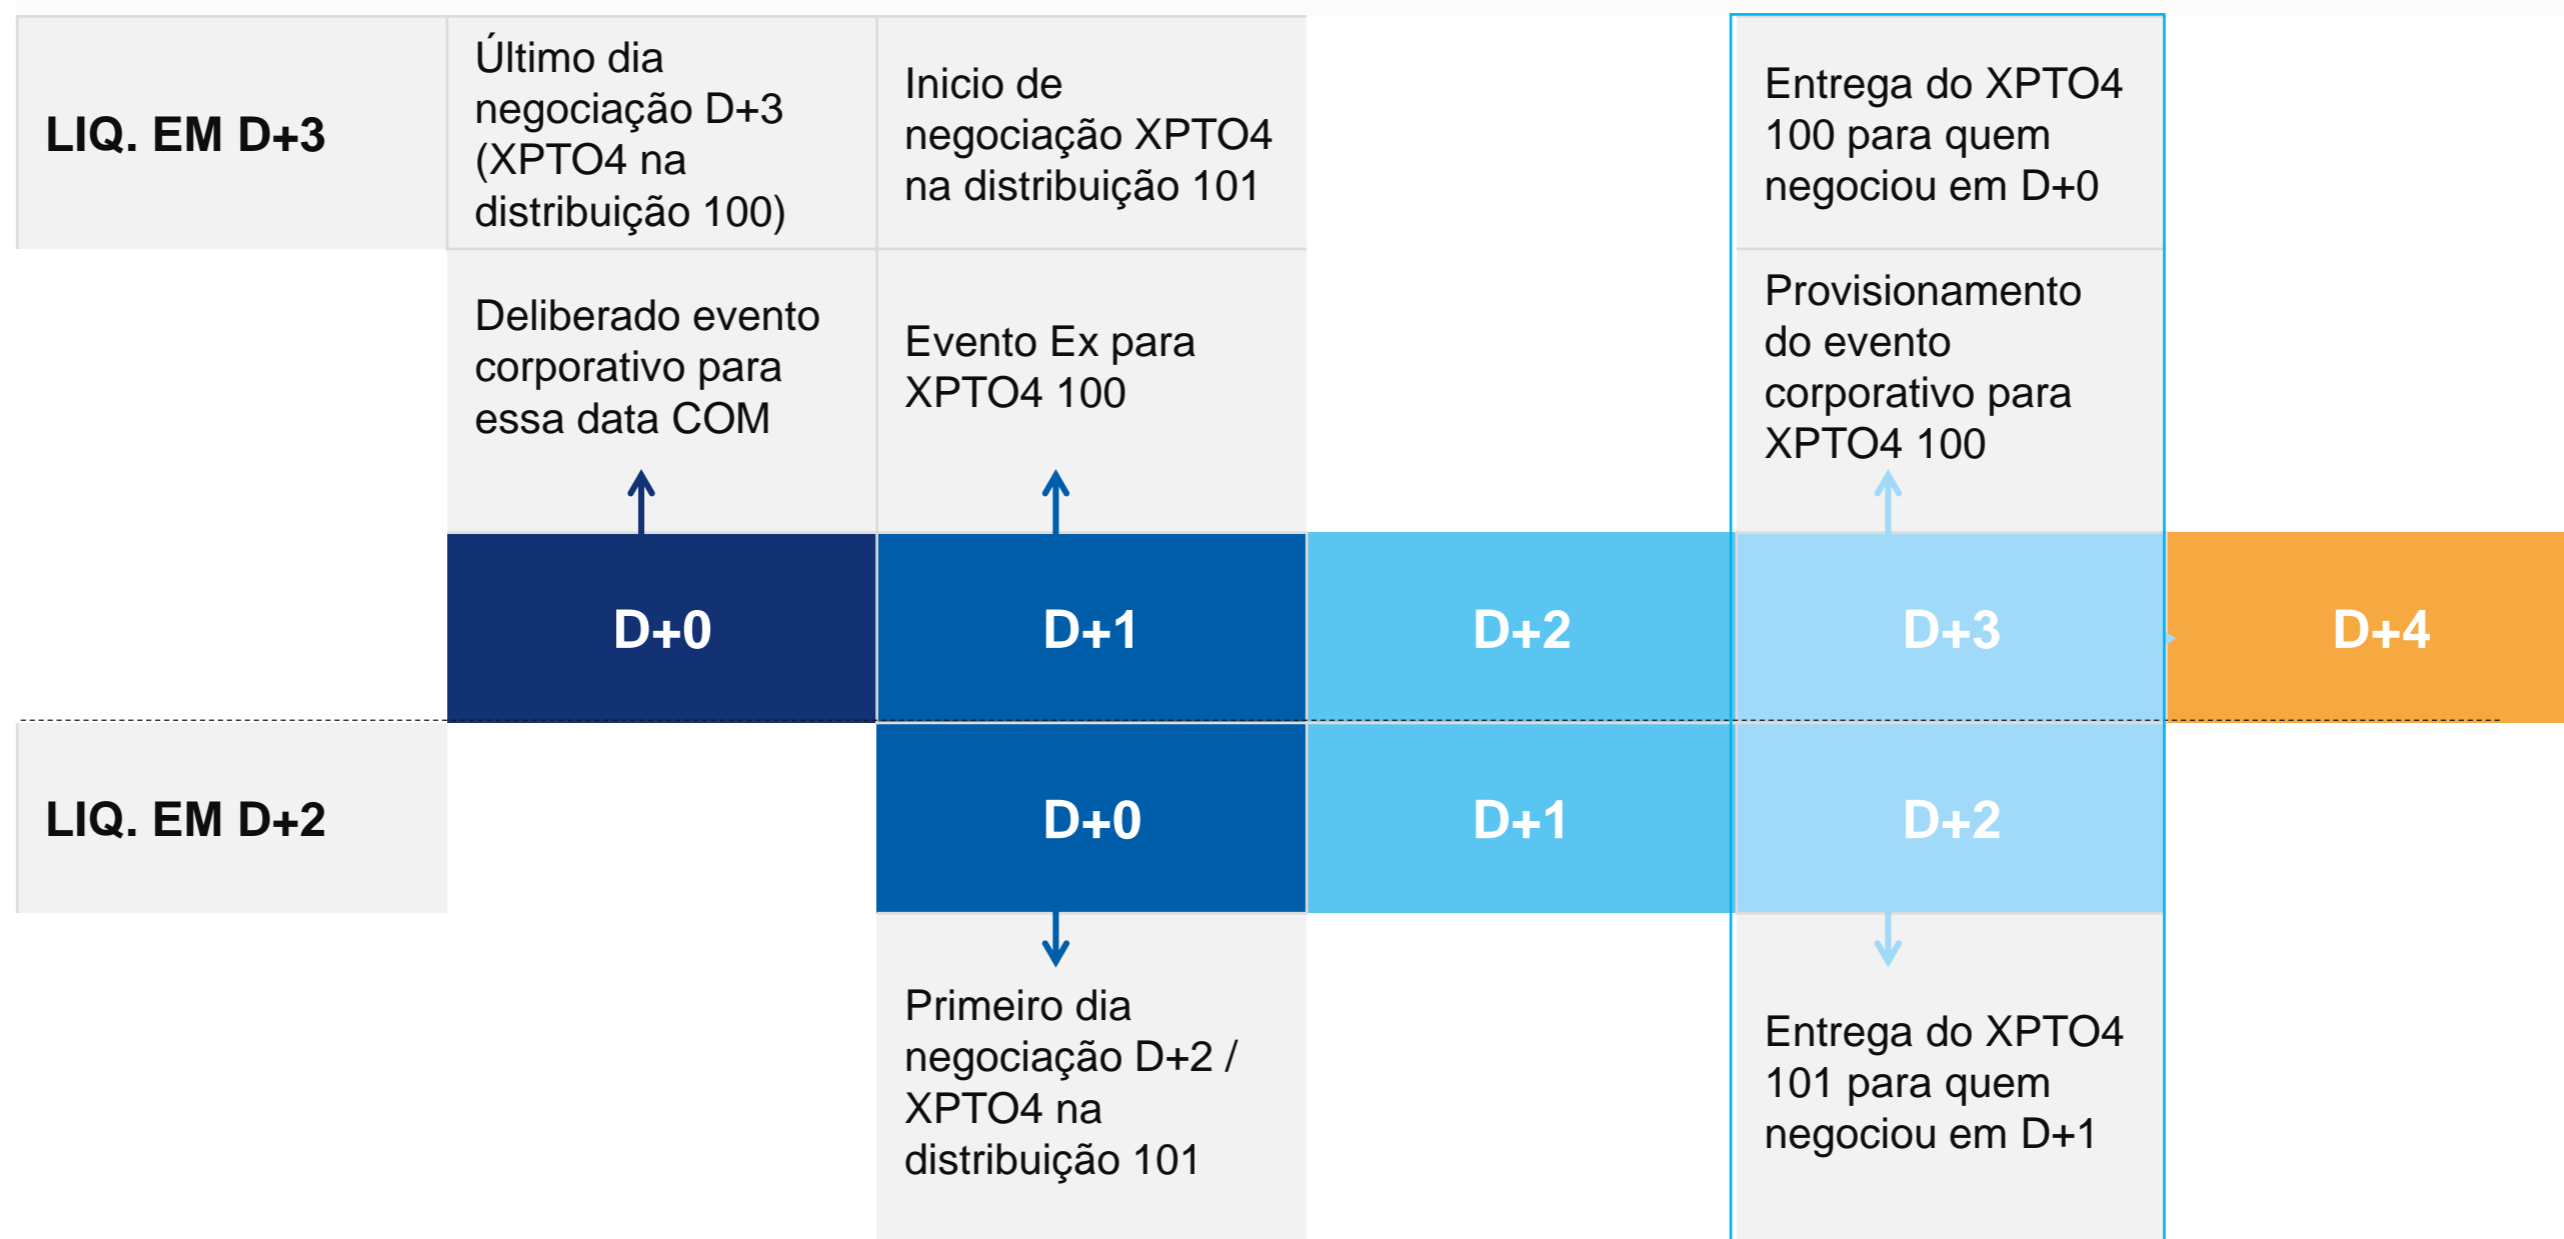 LIQ. EM D+3
Último dia
negociação D+3
(XPTO4 na
distribuição 100)
Inicio de
negociação XPTO4
na distribuição 101
Entrega do XPTO4
100 para quem
negociou em D+0
Deliberado evento
corporativo para
essa data COM
Evento Ex para
XPTO4 100
Provisionamento
do evento
corporativo para
XPTO4 100
D+0
D+1
D+2
D+3
D+4
LIQ. EM D+2
D+0
D+1
D+2
Primeiro dia
negociação D+2 /
XPTO4 na
distribuição 101
Entrega do XPTO4
101 para quem
negociou em D+1